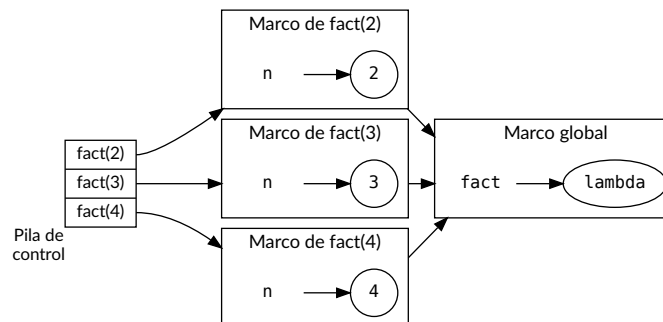 Marco de fact(2)
n 2
Marco de fact(3)
n 3
Marco de fact(4)
n 4
Marco global
fact lambda
fact(2)
fact(3)
fact(4)
Pila de
control